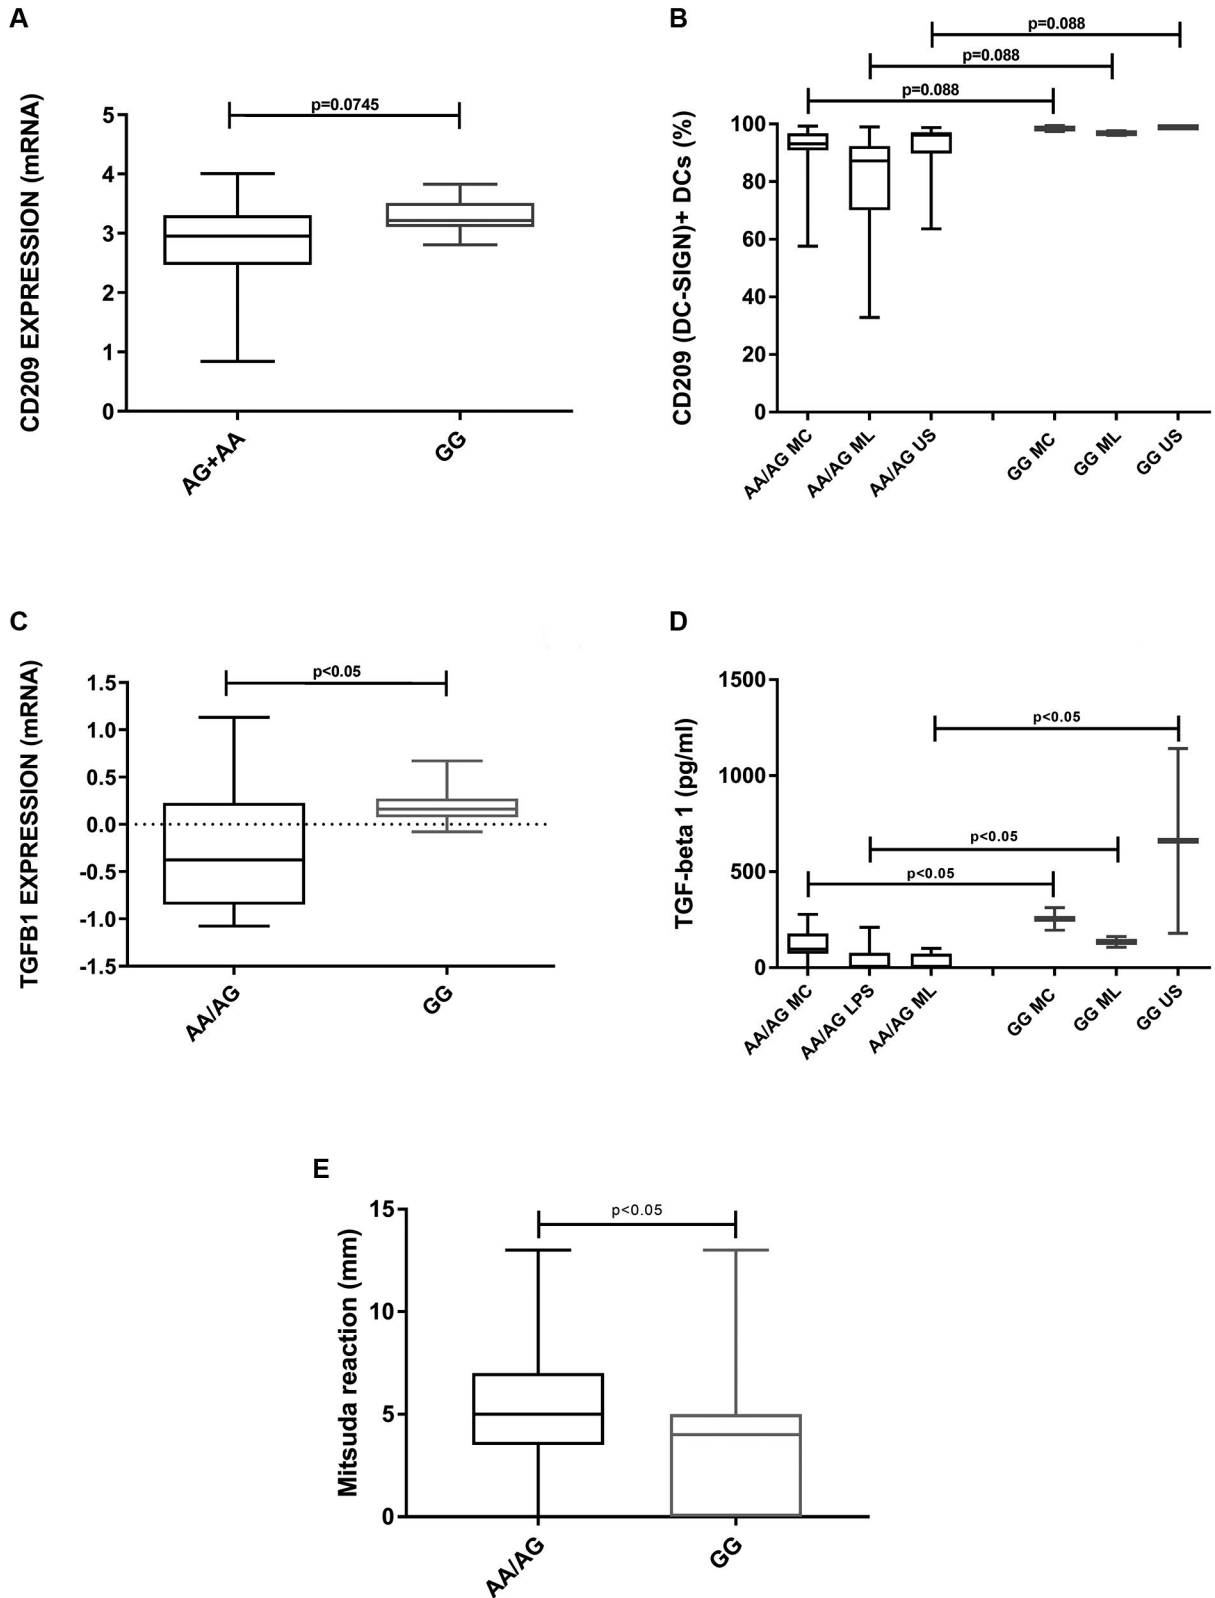 A
CD209 EXPRESSION (mRNA)
5
4
3
2
1
0
p=0.0745
AG+AA
GG
B
CD209 (DC-SIGN)+ DCs (%)
100
80
60
40
20
0
p=0.088
p=0.088
p=0.088
AA/AG MC
AA/AG ML
AA/AG US
GG MC
GG ML
GG US
C
TGFB1 EXPRESSION (mRNA)
1.5
1.0
0.5
0.0
-0.5
-1.0
-1.5
p<0.05
AA/AG
GG
D
TGF-beta 1 (pg/ml)
1500
1000
500
0
p<0.05
p<0.05
p<0.05
AA/AG MC
AA/AG LPS
AA/AG ML
GG MC
GG ML
GG US
E
Mitsuda reaction (mm)
15
10
5
0
p<0.05
AA/AG
GG